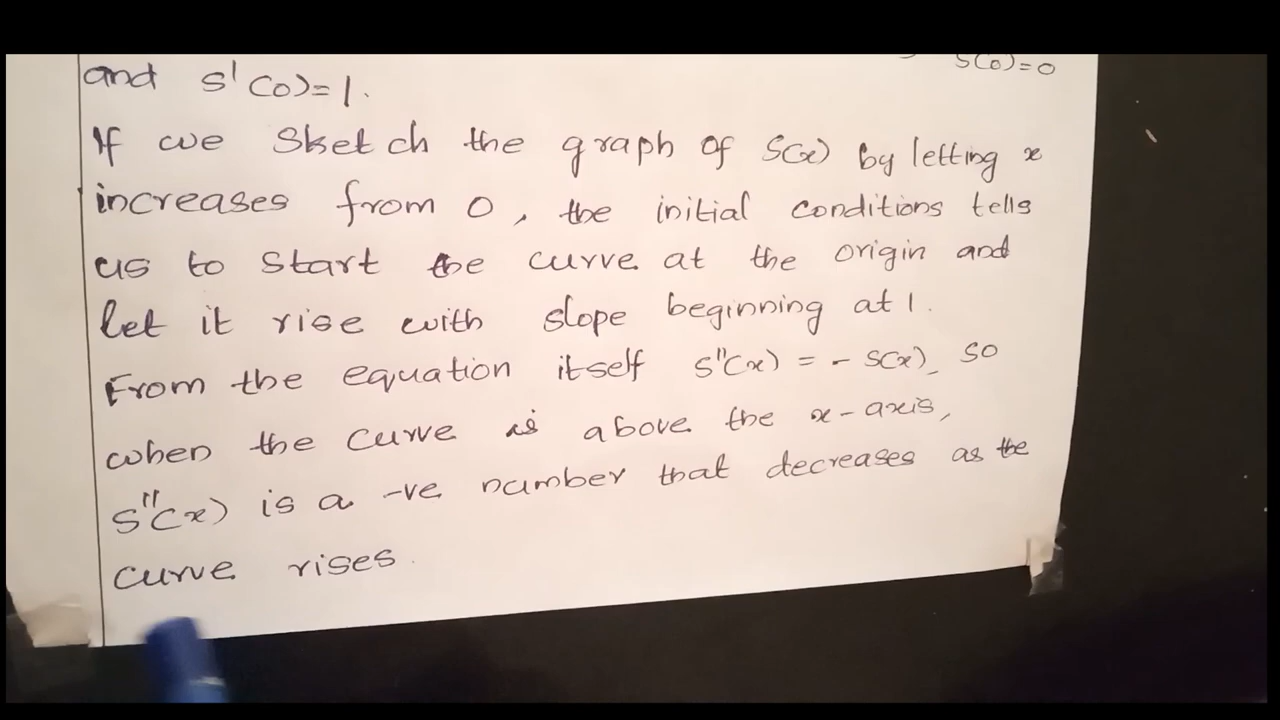 S(0)=0
and S'(0)=1.
If we Sketch the graph of S(x) by letting x
increases from 0, the initial conditions tells
us to start the curve at the origin and
let it rise with slope beginning at 1.
From the equation itself S"(x) = - S(x), so
when the curve is above the x-axis,
S"(x) is a -ve number that decreases as the
curve rises.